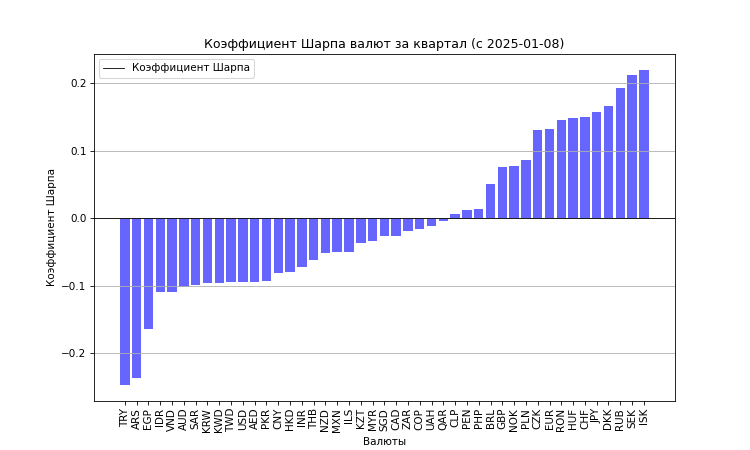 Коэффициент Шарпа валют за квартал (с 2025-01-08)
Коэффициент Шарпа
Коэффициент Шарпа
0.2
0.1
0.0
−0.1
−0.2
TRY
ARS
EGP
IDR
VND
AUD
SAR
KRW
KWD
TWD
USD
AED
PKR
CNY
HKD
INR
THB
NZD
MXN
ILS
KZT
MYR
SGD
CAD
ZAR
COP
UAH
QAR
CLP
PEN
PHP
BRL
GBP
NOK
PLN
CZK
EUR
RON
HUF
CHF
JPY
DKK
RUB
SEK
ISK
Валюты